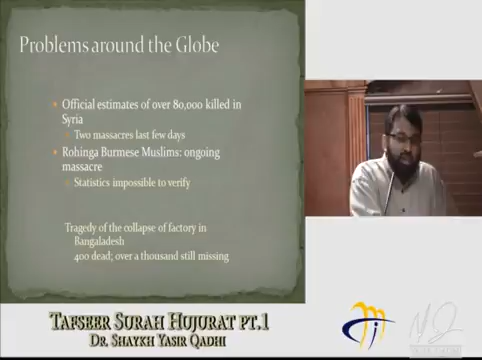 Problems around the Globe
Official estimates of over 80,000 killed in
Syria
Two massacres last few days
Rohinga Burmese Muslims: ongoing
massacre
Statistics impossible to verify
Tragedy of the collapse of factory in
Bangladesh
400 dead; over a thousand still missing
Tafseer Surah Hujurat pt.1
Dr. Shaykh Yasir Qadhi